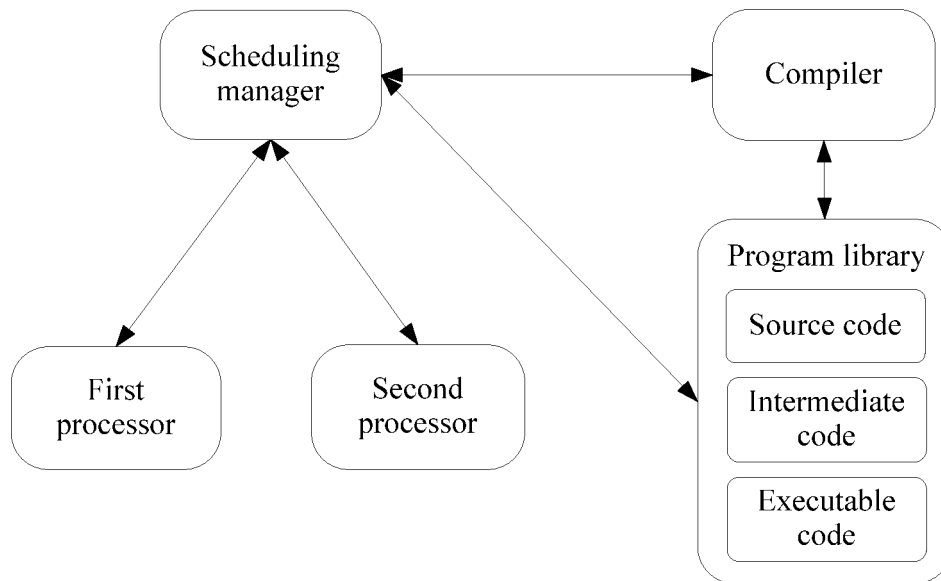 Scheduling
manager
Compiler
Program library
Source code
Intermediate
code
Executable
code
First
processor
Second
processor